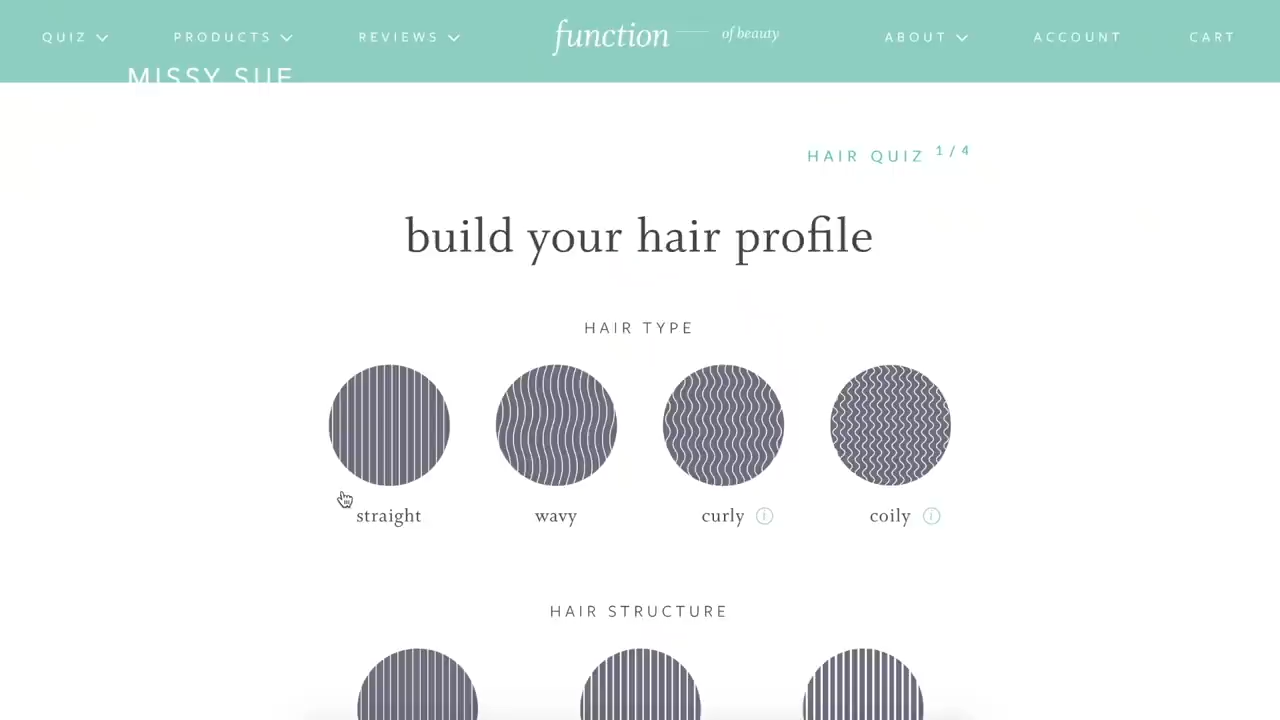 QUIZ PRODUCTS REVIEWS function of beauty ABOUT ACCOUNT CART
MISSY SUE
HAIR QUIZ 1/4
build your hair profile
HAIR TYPE
straight wavy curly coily
HAIR STRUCTURE